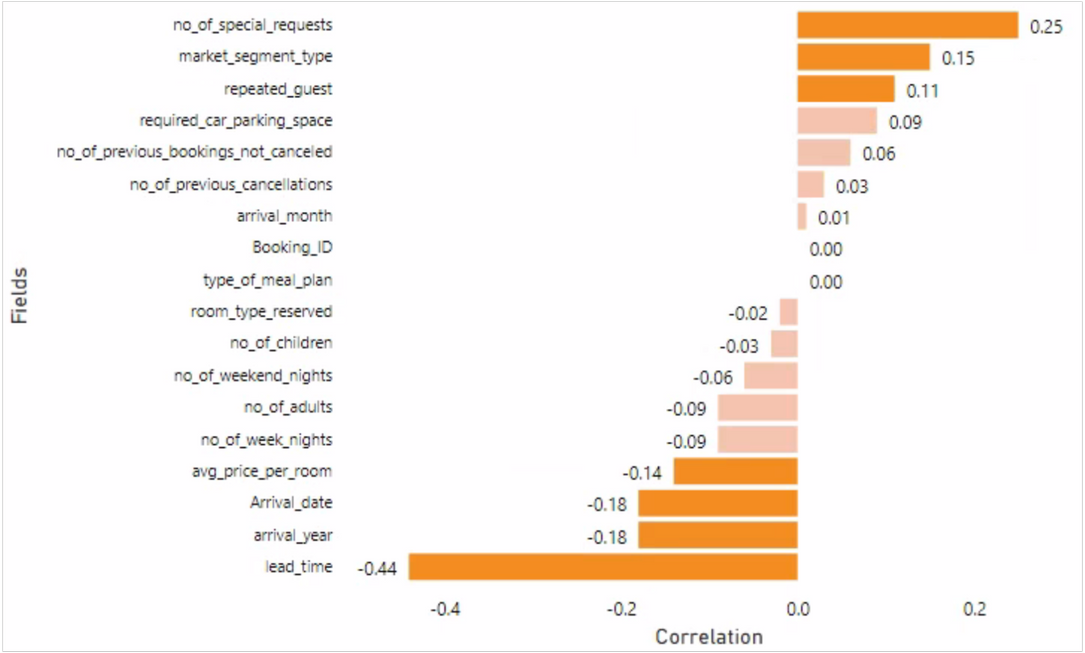 no_of_special_requests 0.25
market_segment_type 0.15
repeated_guest 0.11
required_car_parking_space 0.09
no_of_previous_bookings_not_canceled 0.06
no_of_previous_cancellations 0.03
arrival_month 0.01
Booking_ID 0.00
type_of_meal_plan 0.00
room_type_reserved -0.02
no_of_children -0.03
no_of_weekend_nights -0.06
no_of_adults -0.09
no_of_week_nights -0.09
avg_price_per_room -0.14
Arrival_date -0.18
arrival_year -0.18
lead_time -0.44
Fields
-0.4 -0.2 0.0 0.2
Correlation